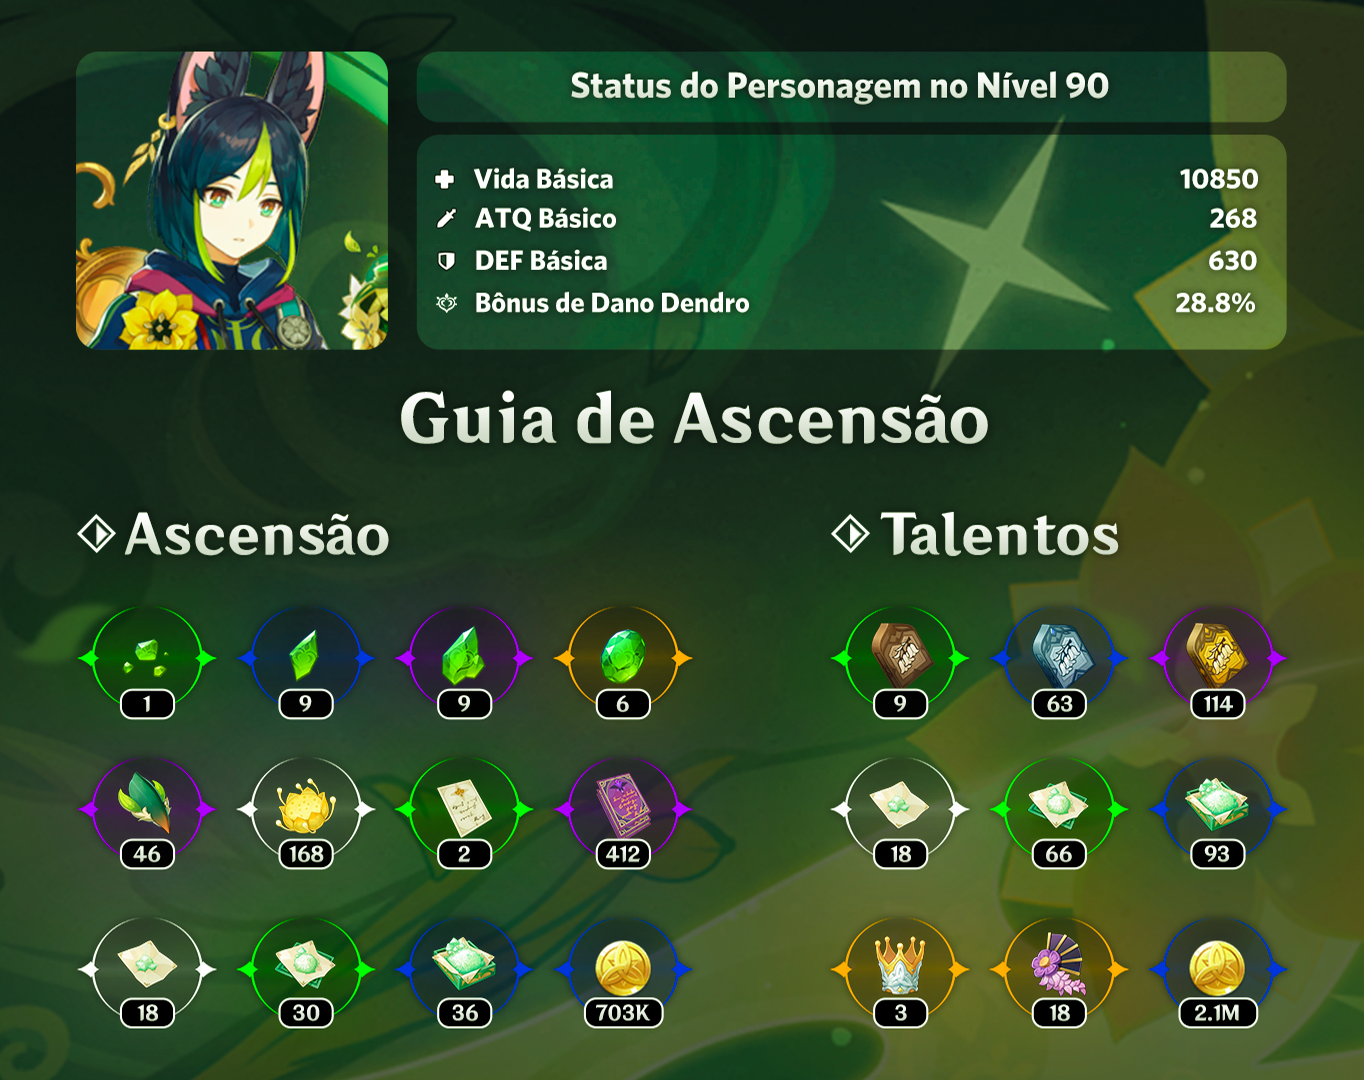 Status do Personagem no Nível 90
Vida Básica 10850
ATQ Básico 268
DEF Básica 630
Bônus de Dano Dendro 28.8%
Guia de Ascensão
Ascensão
Talentos
1 9 9 6
9 63 114
46 168 2 412
18 66 93
18 30 36 703K
3 18 2.1M